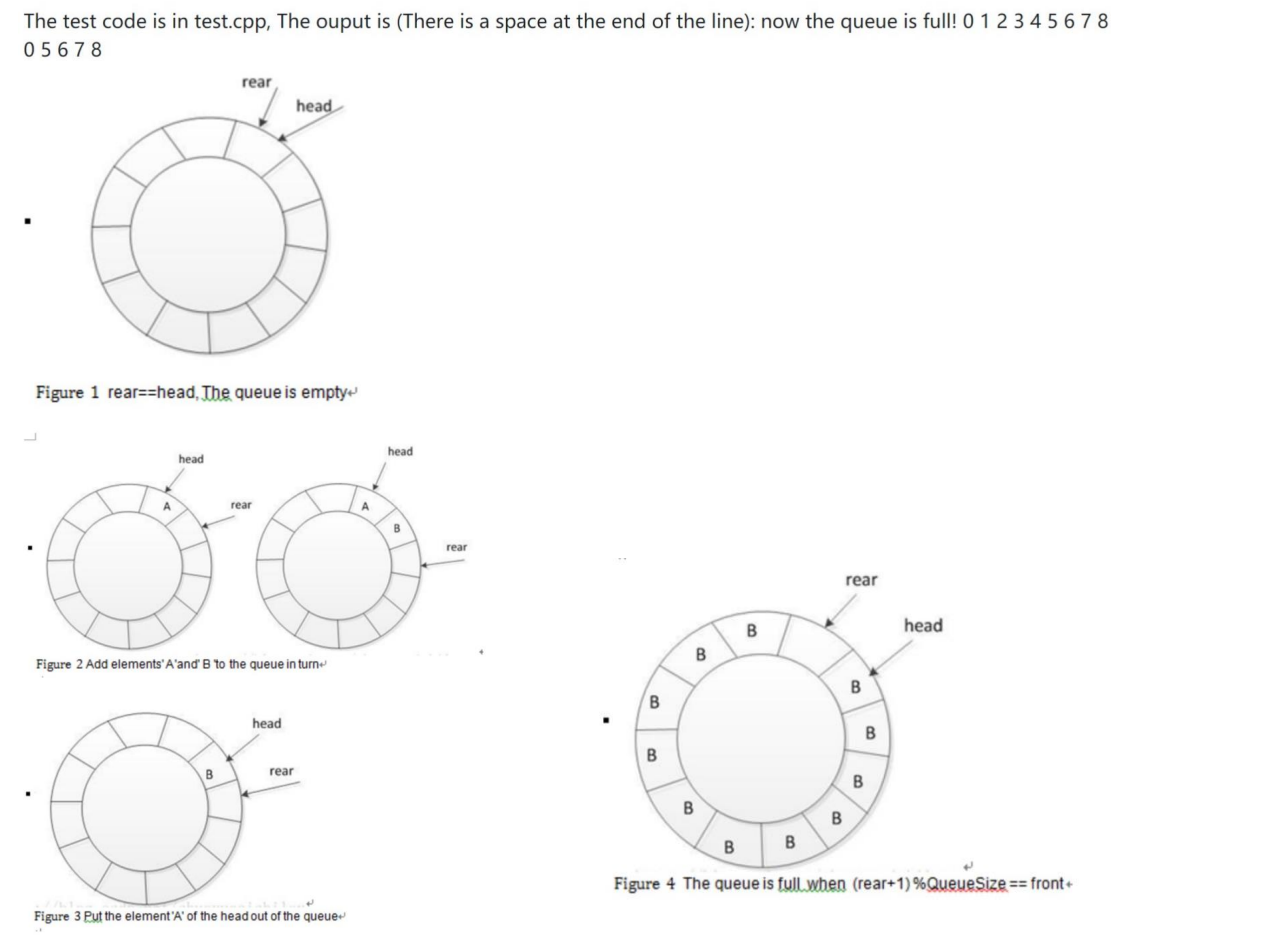 The test code is in test.cpp, The ouput is (There is a space at the end of the line): now the queue is full! 0 1 2 3 4 5 6 7 8
0 5 6 7 8
rear
head
Figure 1 rear==head, The queue is empty
head
A
rear
head
A
B
rear
Figure 2 Add elements'A'and' B 'to the queue in turn
head
B
rear
Figure 3 Put the element'A' of the head out of the queue
rear
head
B
B
B
B
B
B
B
B
B
B
B
Figure 4 The queue is full when (rear+1)%QueueSize == front